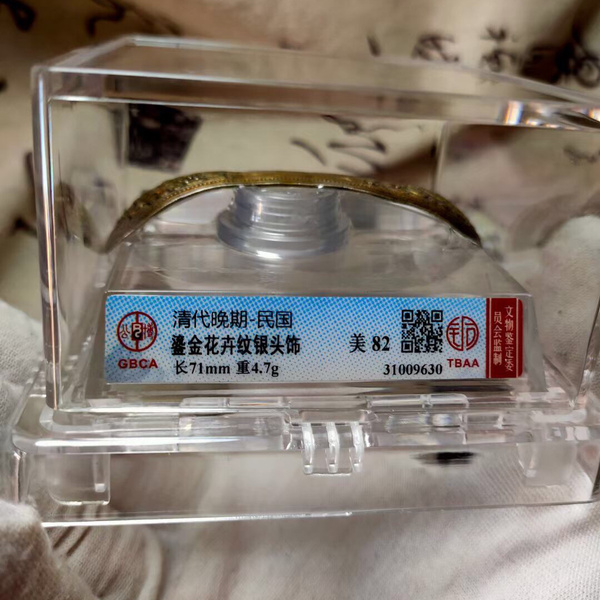 清代晚期-民国
鎏金花卉纹银头饰
长71mm 重4.7g
美 82
31009630
GBCA
TBAA
文物鉴定委
员会监制